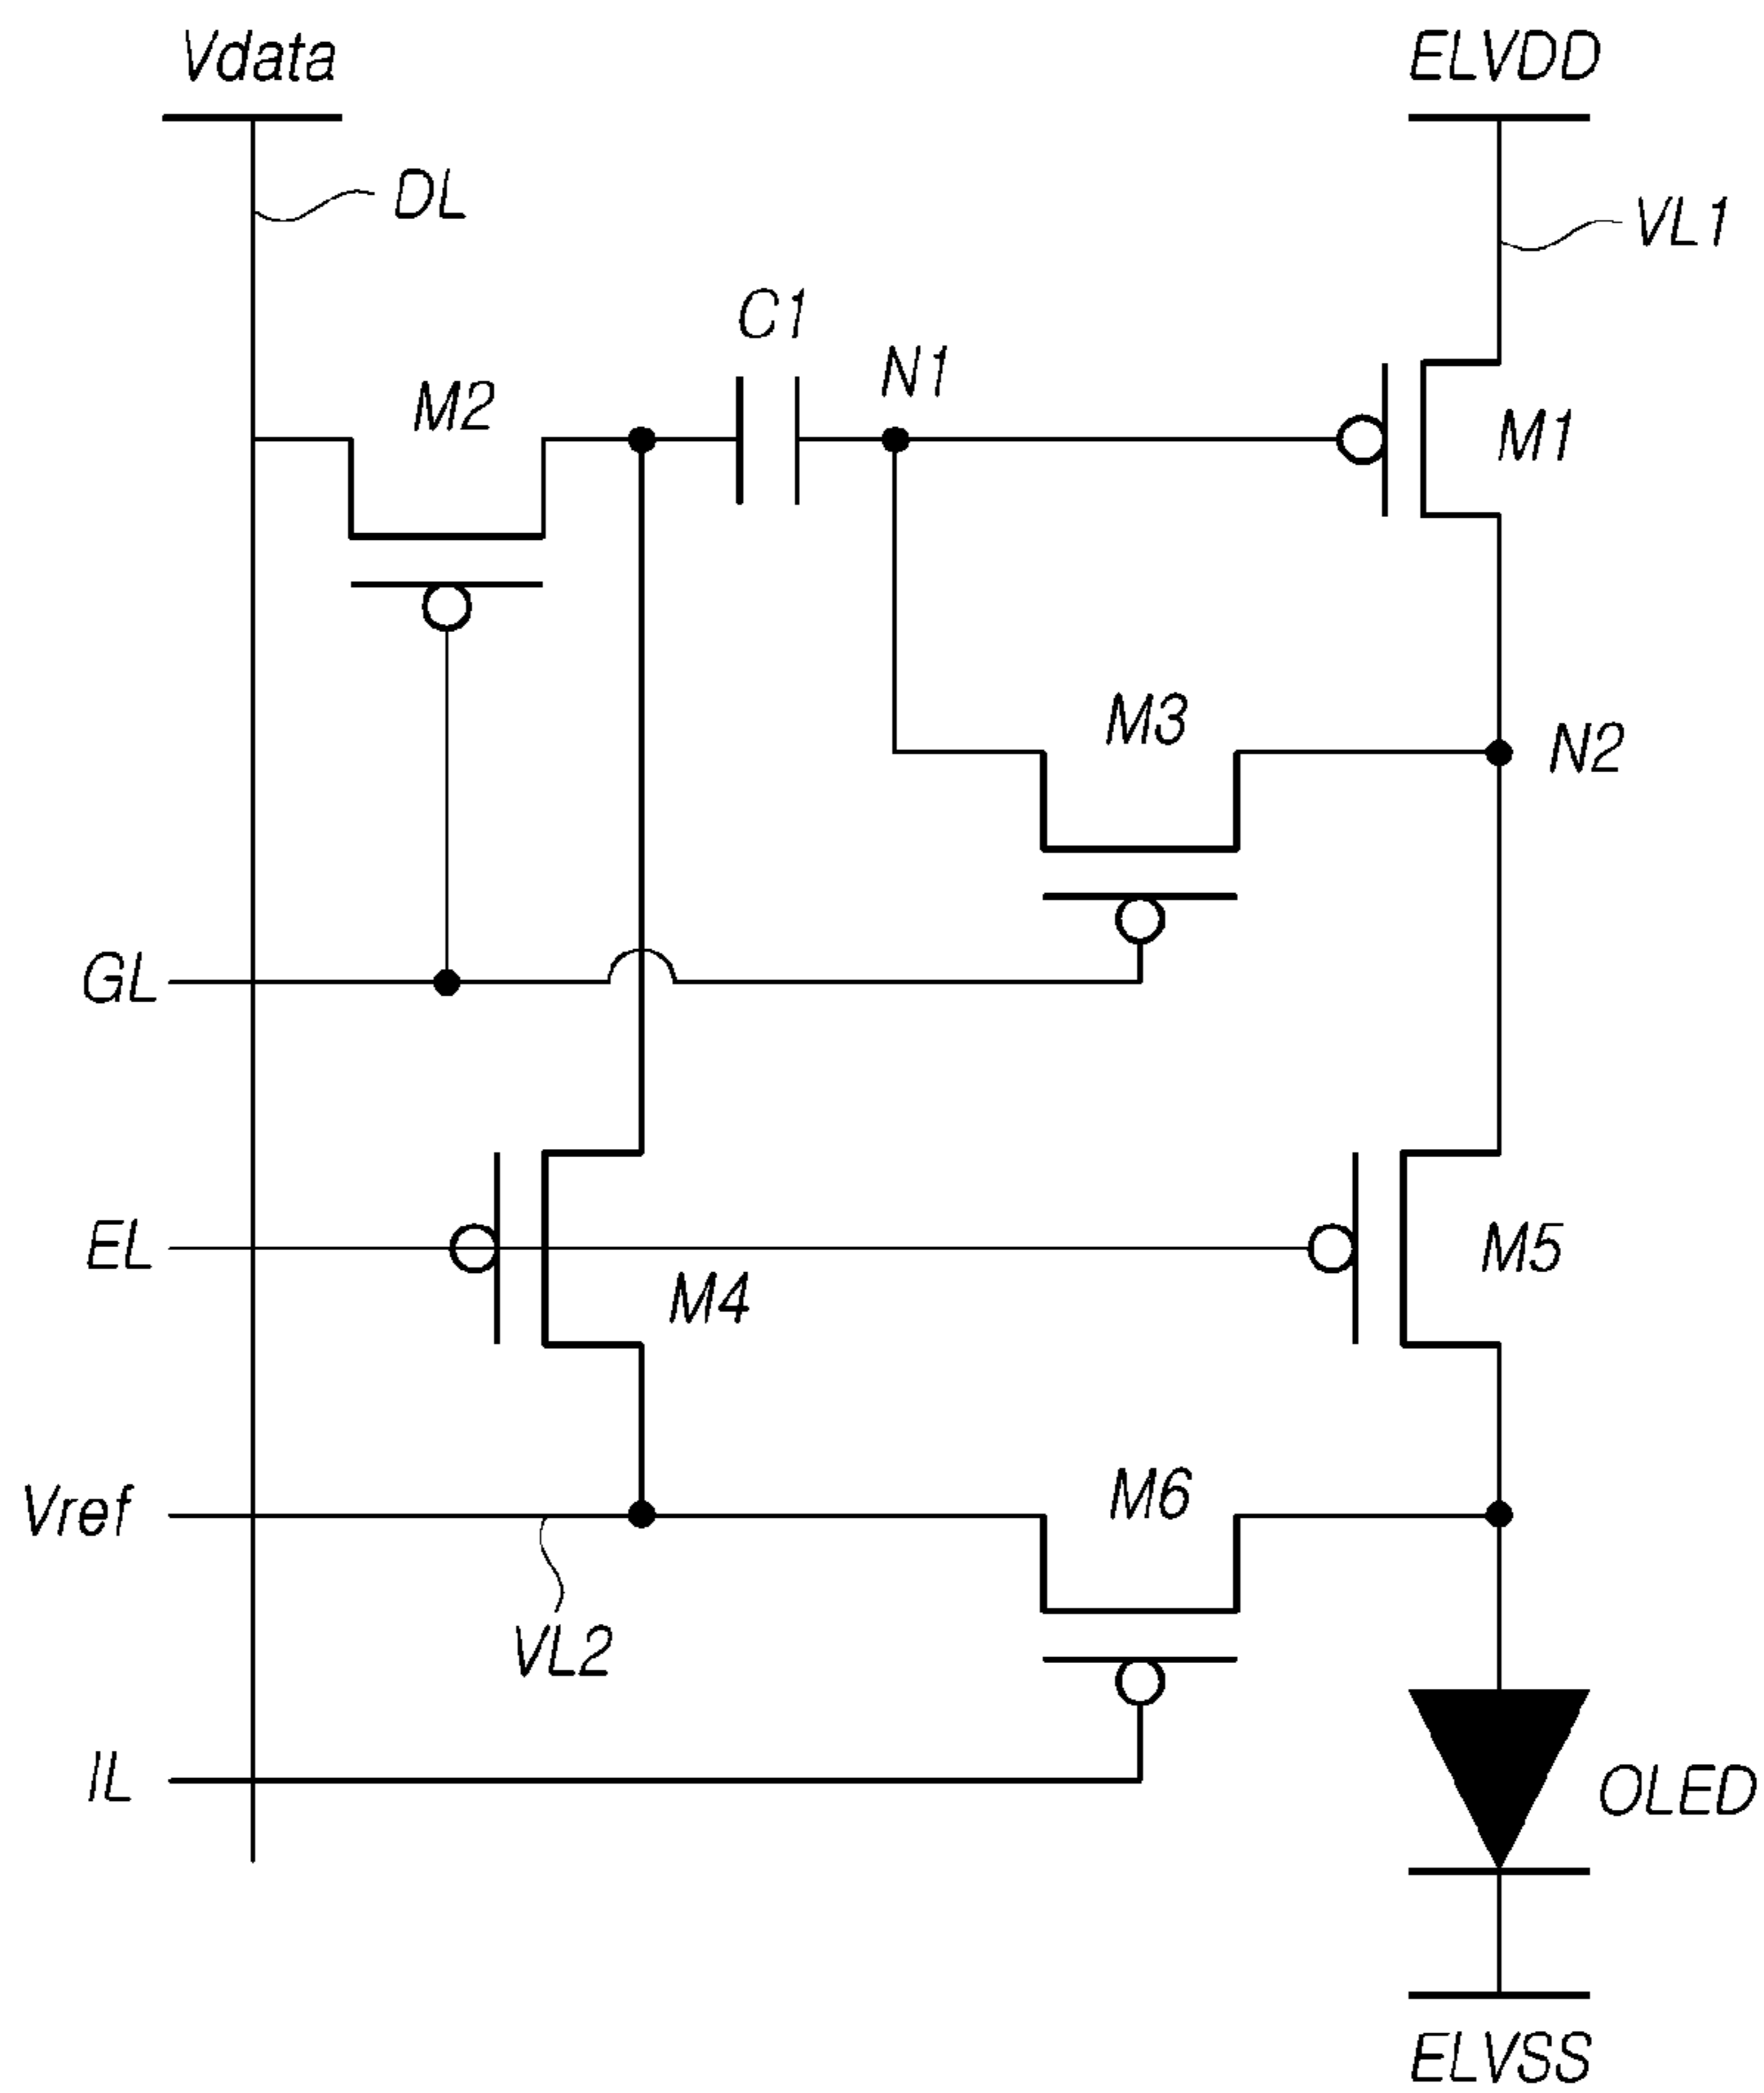 Vdata
ELVDD
DL
VL1
C1
N1
M2
M1
M3
N2
GL
EL
M5
M4
Vref
M6
VL2
IL
OLED
ELVSS